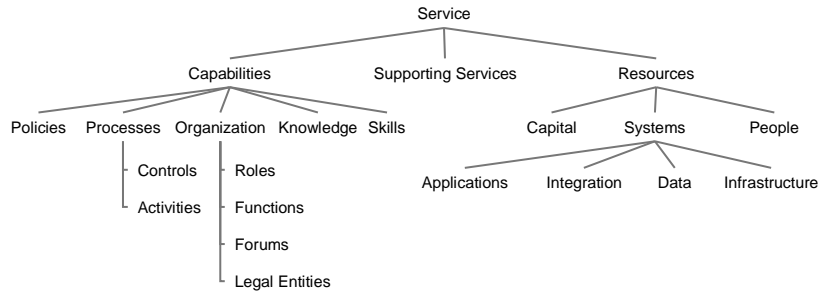 Service
Capabilities Supporting Services Resources
Policies Processes Organization Knowledge Skills Capital Systems People
Controls Roles Applications Integration Data Infrastructure
Activities Functions
Forums
Legal Entities